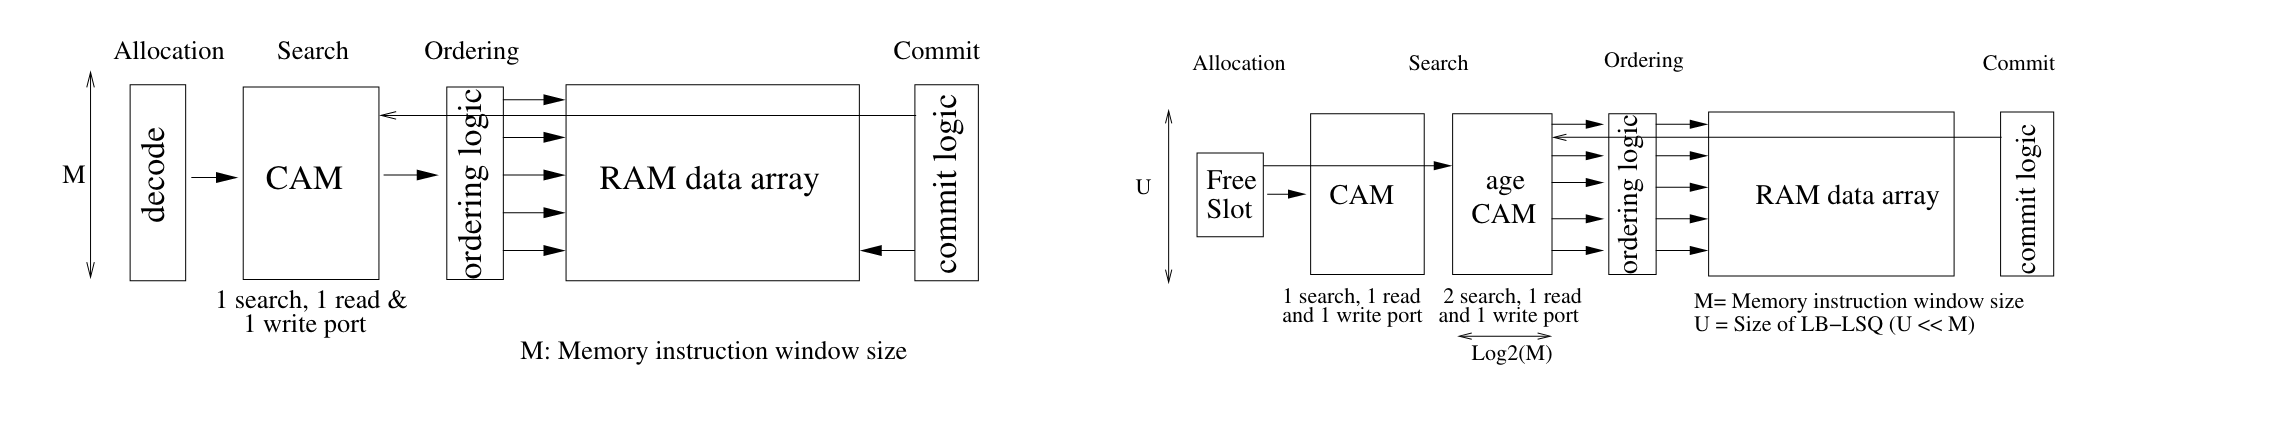 Allocation
Search
Ordering
Commit
M
decode
CAM
ordering logic
RAM data array
commit logic
1 search, 1 read &
1 write port
M: Memory instruction window size
Allocation
Search
Ordering
Commit
U
Free
Slot
CAM
age
CAM
ordering logic
RAM data array
commit logic
1 search, 1 read
and 1 write port
2 search, 1 read
and 1 write port
Log2(M)
M= Memory instruction window size
U = Size of LB−LSQ (U << M)